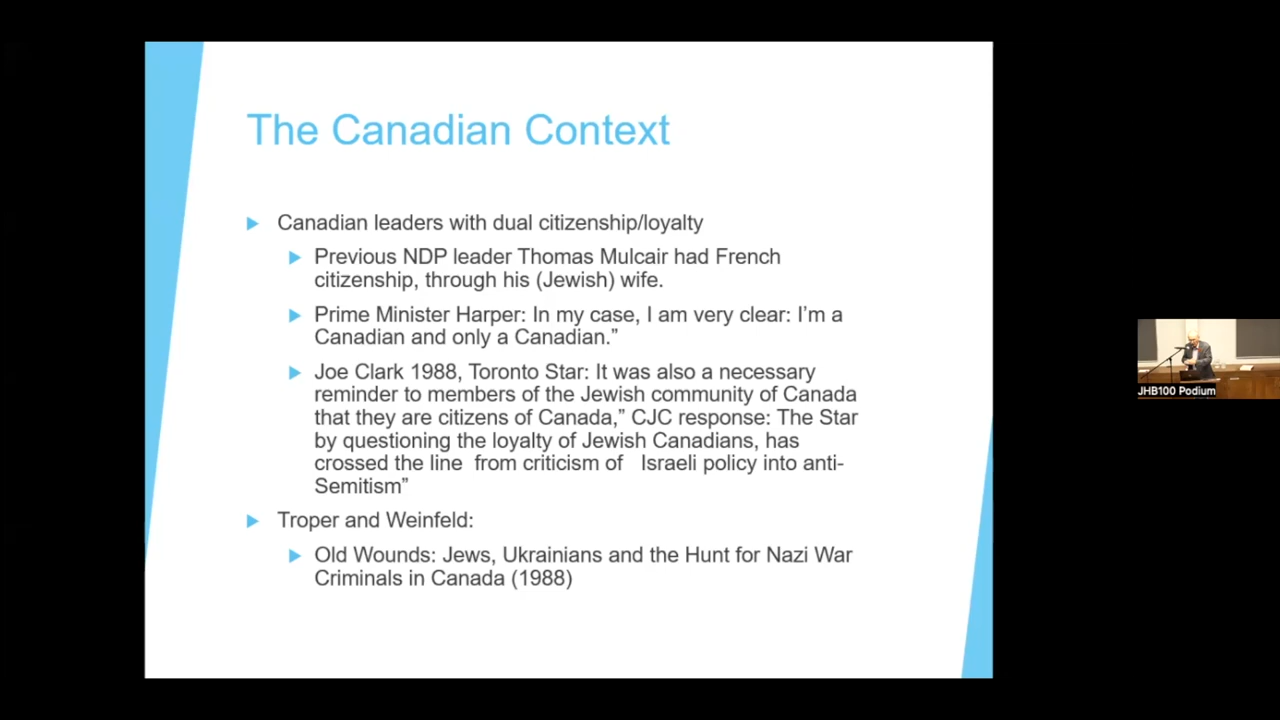 The Canadian Context
Canadian leaders with dual citizenship/loyalty
Previous NDP leader Thomas Mulcair had French
citizenship, through his (Jewish) wife.
Prime Minister Harper: In my case, I am very clear: I’m a
Canadian and only a Canadian.”
Joe Clark 1988, Toronto Star: It was also a necessary
reminder to members of the Jewish community of Canada
that they are citizens of Canada,” CJC response: The Star
by questioning the loyalty of Jewish Canadians, has
crossed the line from criticism of Israeli policy into anti-
Semitism”
Troper and Weinfeld:
Old Wounds: Jews, Ukrainians and the Hunt for Nazi War
Criminals in Canada (1988)
JHB100 Podium